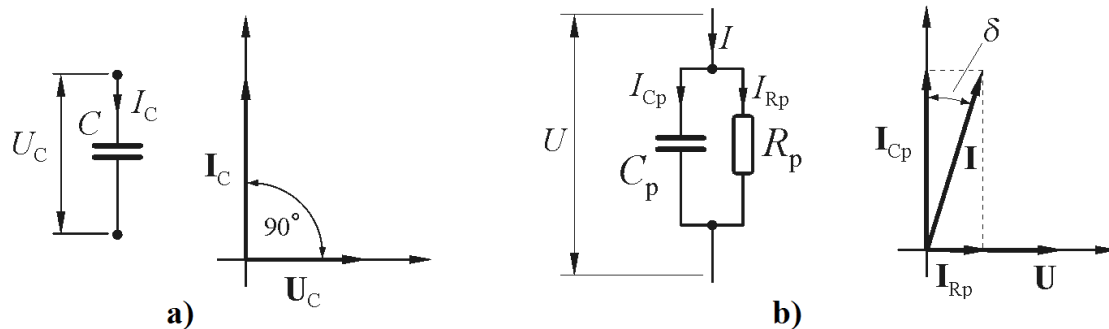 U_C
C
I_C
I_C
90°
U_C
a)
U
I
I_Cp
I_Rp
C_p
R_p
δ
I_Cp
I
I_Rp
U
b)